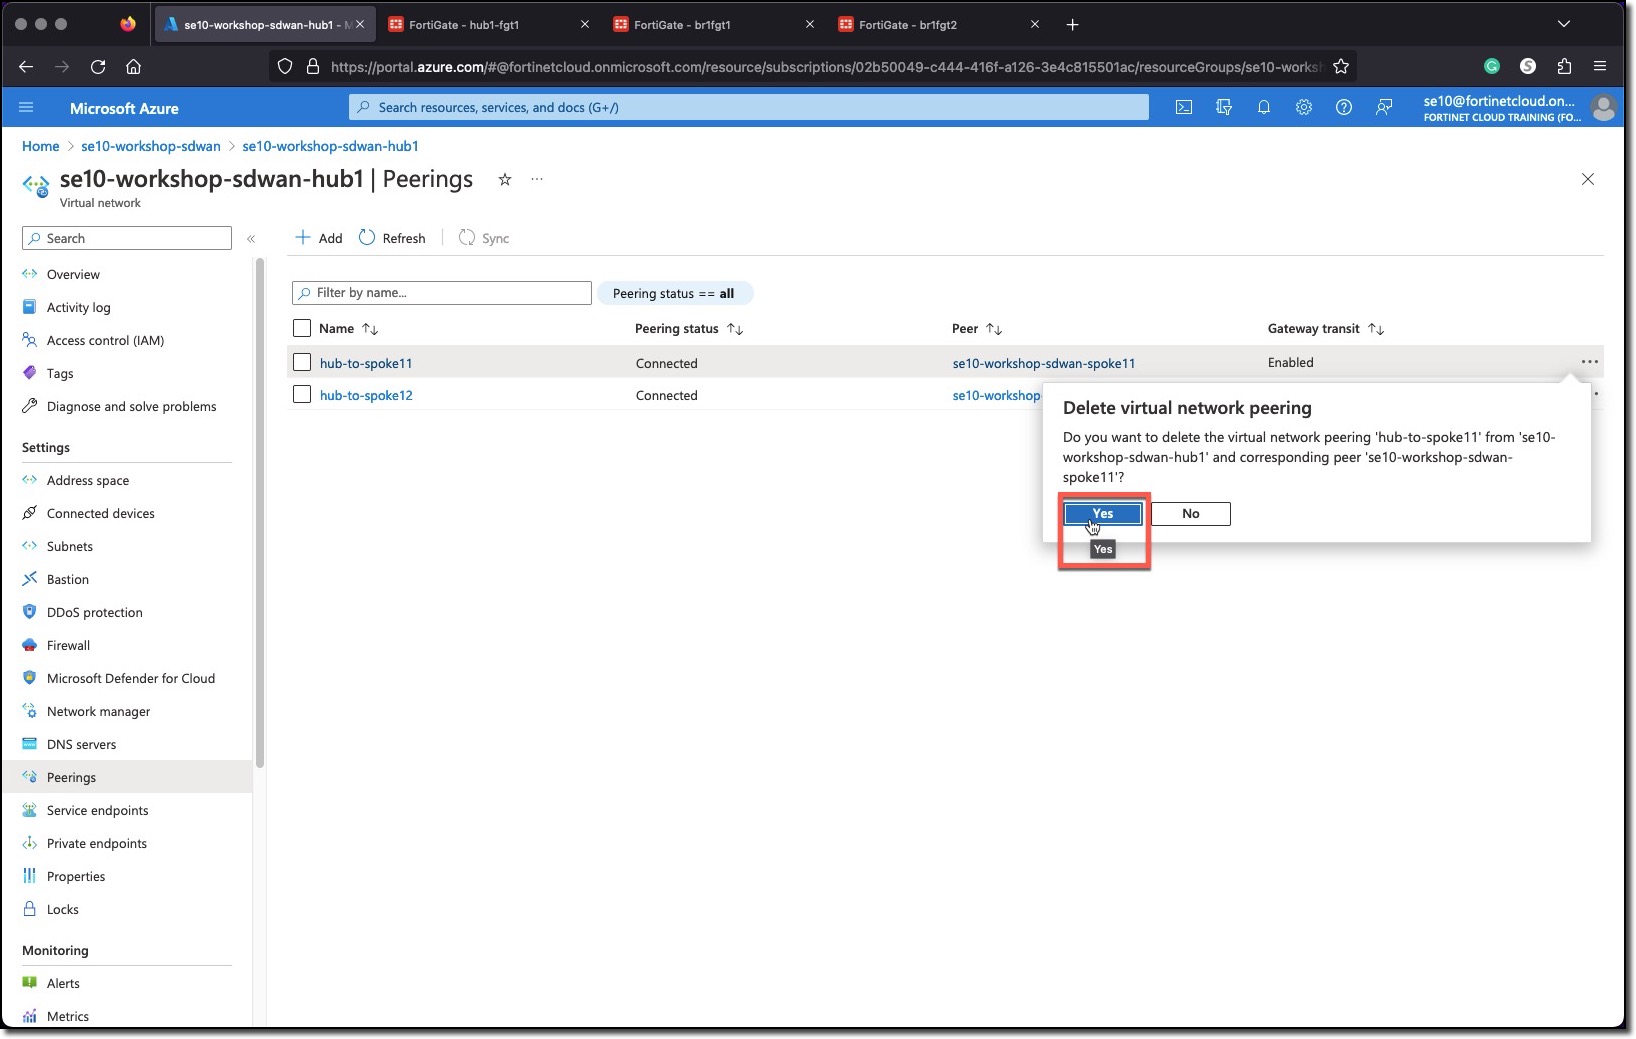 se10-workshop-sdwan-hub1 - M
FortiGate - hub1-fgt1
FortiGate - br1fgt1
FortiGate - br1fgt2
https://portal.azure.com/#@fortinetcloud.onmicrosoft.com/resource/subscriptions/02b50049-c444-416f-a126-3e4c815501ac/resourceGroups/se10-worksh
Microsoft Azure
Search resources, services, and docs (G+/)
se10@fortinetcloud.on...
FORTINET CLOUD TRAINING (FO...
Home > se10-workshop-sdwan > se10-workshop-sdwan-hub1
se10-workshop-sdwan-hub1 | Peerings
Virtual network
Search
Add
Refresh
Sync
Overview
Activity log
Access control (IAM)
Tags
Diagnose and solve problems
Settings
Address space
Connected devices
Subnets
Bastion
DDoS protection
Firewall
Microsoft Defender for Cloud
Network manager
DNS servers
Peerings
Service endpoints
Private endpoints
Properties
Locks
Monitoring
Alerts
Metrics
Filter by name...
Peering status == all
Name
Peering status
Peer
Gateway transit
hub-to-spoke11
Connected
se10-workshop-sdwan-spoke11
Enabled
hub-to-spoke12
Connected
se10-workshop-
Delete virtual network peering
Do you want to delete the virtual network peering 'hub-to-spoke11' from 'se10-
workshop-sdwan-hub1' and corresponding peer 'se10-workshop-sdwan-
spoke11'?
Yes
No
Yes